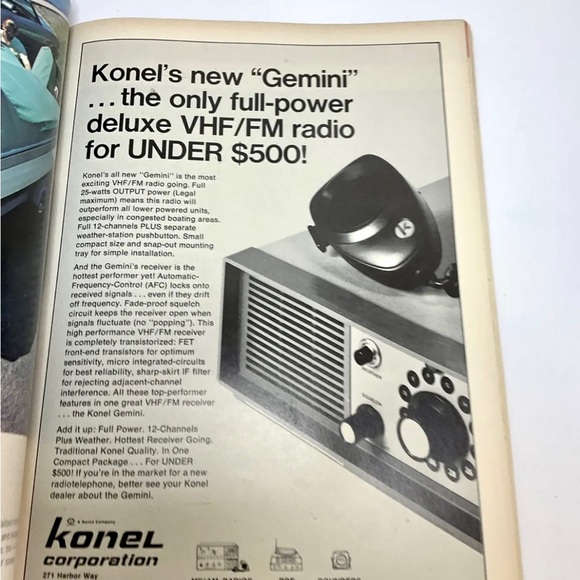 Konel's new "Gemini"
...the only full-power
deluxe VHF/FM radio
for UNDER $500!
Konel's all new "Gemini" is the most
exciting VHF/FM radio going. Full
25-watts OUTPUT power (Legal
maximum) means this radio will
outperform all lower powered units,
especially in congested boating areas.
Full 12-channels PLUS separate
weather-station pushbutton. Small
compact size and snap-out mounting
tray for simple installation.
And the Gemini's receiver is the
hottest performer yet! Automatic-
Frequency-Control (AFC) locks onto
received signals . . . even if they drift
off frequency. Fade-proof squelch
circuit keeps the receiver open when
signals fluctuate (no "popping"). This
high performance VHF/FM receiver
is completely transistorized: FET
front-end transistors for optimum
sensitivity, micro integrated-circuits
for best reliability, sharp-skirt IF filter
for rejecting adjacent-channel
interference. All these top-performer
features in one great VHF/FM receiver
. . . the Konel Gemini.
Add it up: Full Power. 12-Channels
Plus Weather. Hottest Receiver Going.
Traditional Konel Quality. In One
Compact Package . . . For UNDER
$500! If you're in the market for a new
radiotelephone, better see your Konel
dealer about the Gemini.
K
A Narco Company
konel
corporation
271 Harbor Way